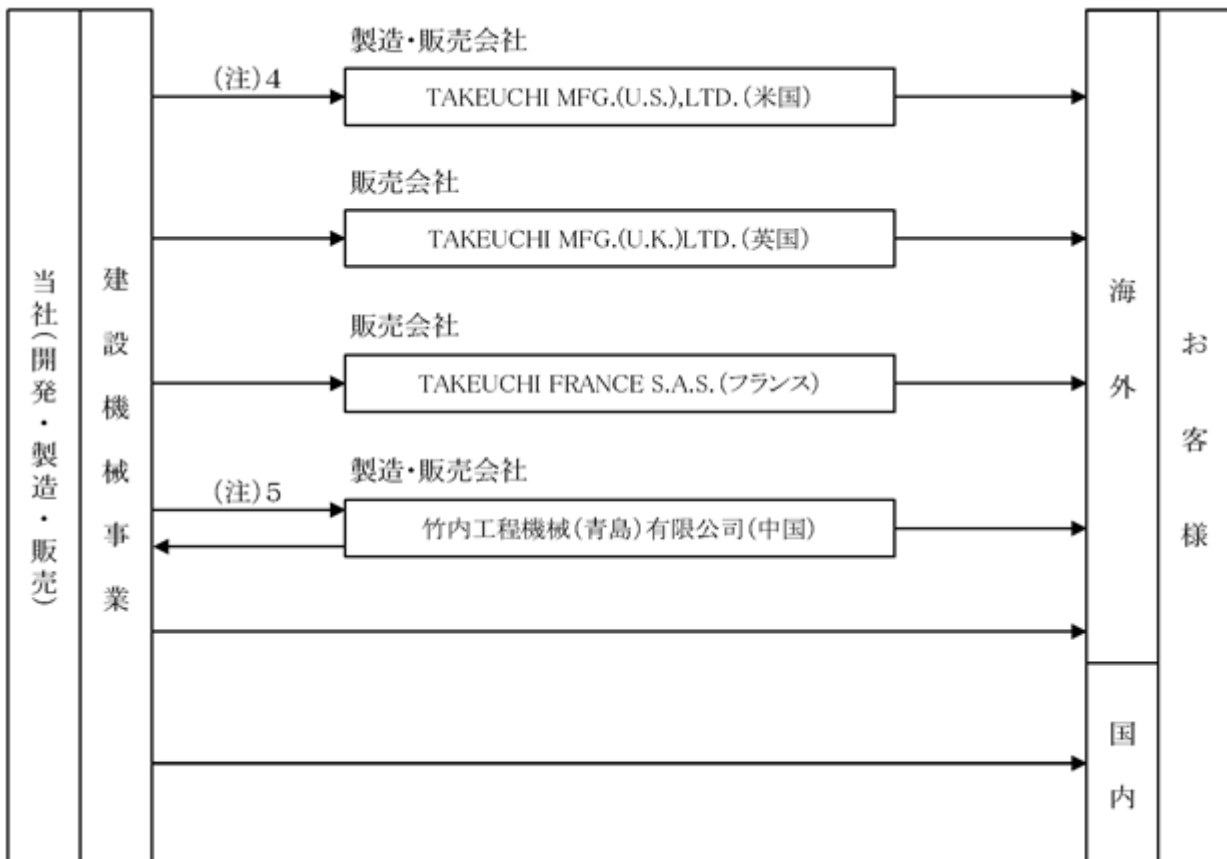 当社(開発・製造・販売)
建設機械事業
製造・販売会社
(注)4
TAKEUCHI MFG.(U.S.),LTD.(米国)
販売会社
TAKEUCHI MFG.(U.K.)LTD.(英国)
販売会社
TAKEUCHI FRANCE S.A.S.(フランス)
製造・販売会社
(注)5
竹内工程機械(青島)有限公司(中国)
海外
国内
お客様